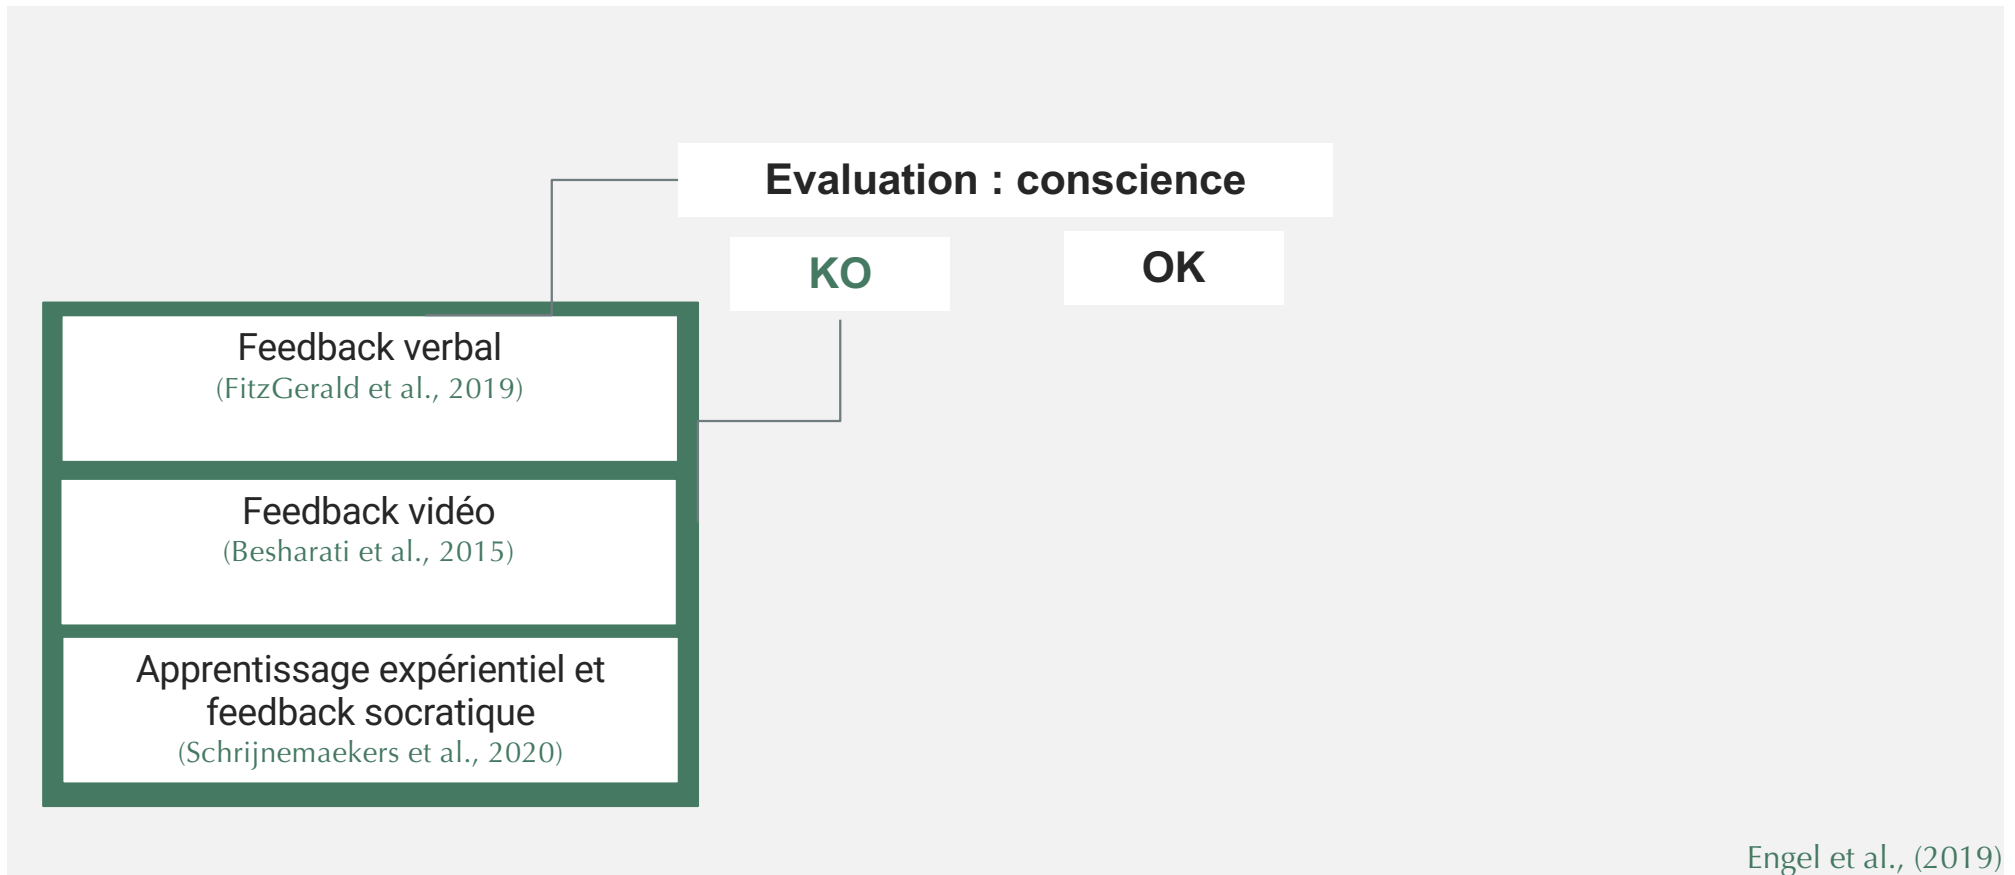 Evaluation : conscience
KO
OK
Feedback verbal
(FitzGerald et al., 2019)
Feedback vidéo
(Besharati et al., 2015)
Apprentissage expérientiel et
feedback socratique
(Schrijnemaekers et al., 2020)
Engel et al., (2019)